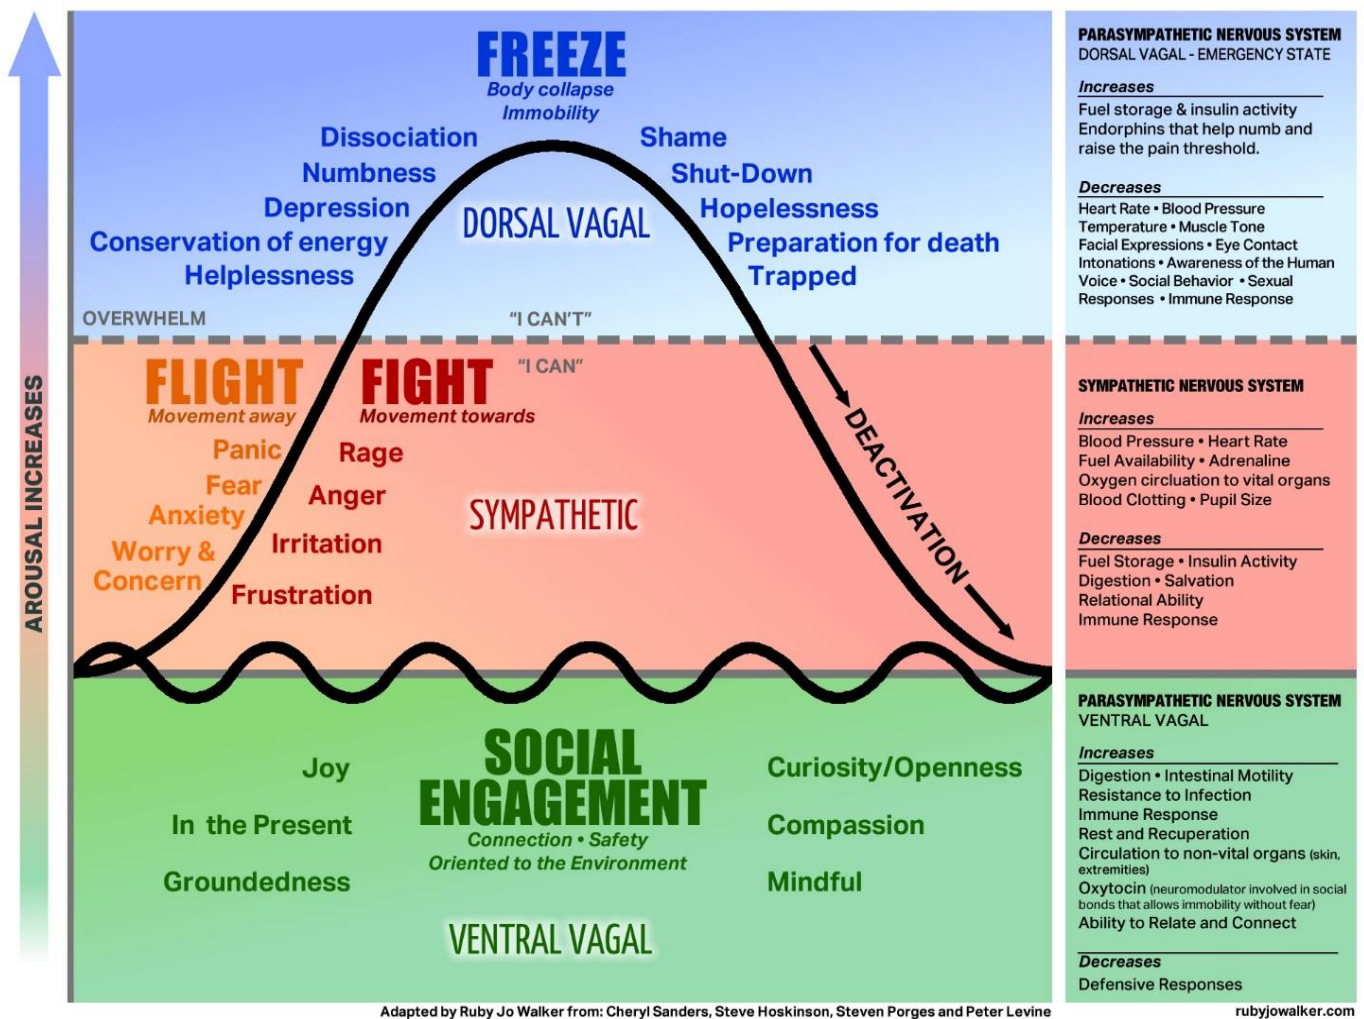 AROUSAL INCREASES
FREEZE
Body collapse
Immobility
Dissociation
Numbness
Depression
Conservation of energy
Helplessness
Shame
Shut-Down
Hopelessness
Preparation for death
Trapped
DORSAL VAGAL
OVERWHELM
"I CAN'T"
"I CAN"
FLIGHT
Movement away
Panic
Fear
Anxiety
Worry &
Concern
FIGHT
Movement towards
Rage
Anger
Irritation
Frustration
SYMPATHETIC
DEACTIVATION
SOCIAL
ENGAGEMENT
Connection • Safety
Oriented to the Environment
Joy
In the Present
Groundedness
Curiosity/Openness
Compassion
Mindful
VENTRAL VAGAL
PARASYMPATHETIC NERVOUS SYSTEM
DORSAL VAGAL - EMERGENCY STATE
Increases
Fuel storage & insulin activity
Endorphins that help numb and
raise the pain threshold.
Decreases
Heart Rate • Blood Pressure
Temperature • Muscle Tone
Facial Expressions • Eye Contact
Intonations • Awareness of the Human
Voice • Social Behavior • Sexual
Responses • Immune Response
SYMPATHETIC NERVOUS SYSTEM
Increases
Blood Pressure • Heart Rate
Fuel Availability • Adrenaline
Oxygen circluation to vital organs
Blood Clotting • Pupil Size
Decreases
Fuel Storage • Insulin Activity
Digestion • Salvation
Relational Ability
Immune Response
PARASYMPATHETIC NERVOUS SYSTEM
VENTRAL VAGAL
Increases
Digestion • Intestinal Motility
Resistance to Infection
Immune Response
Rest and Recuperation
Circulation to non-vital organs (skin,
extremities)
Oxytocin (neuromodulator involved in social
bonds that allows immobility without fear)
Ability to Relate and Connect
Decreases
Defensive Responses
Adapted by Ruby Jo Walker from: Cheryl Sanders, Steve Hoskinson, Steven Porges and Peter Levine
rubyjowalker.com